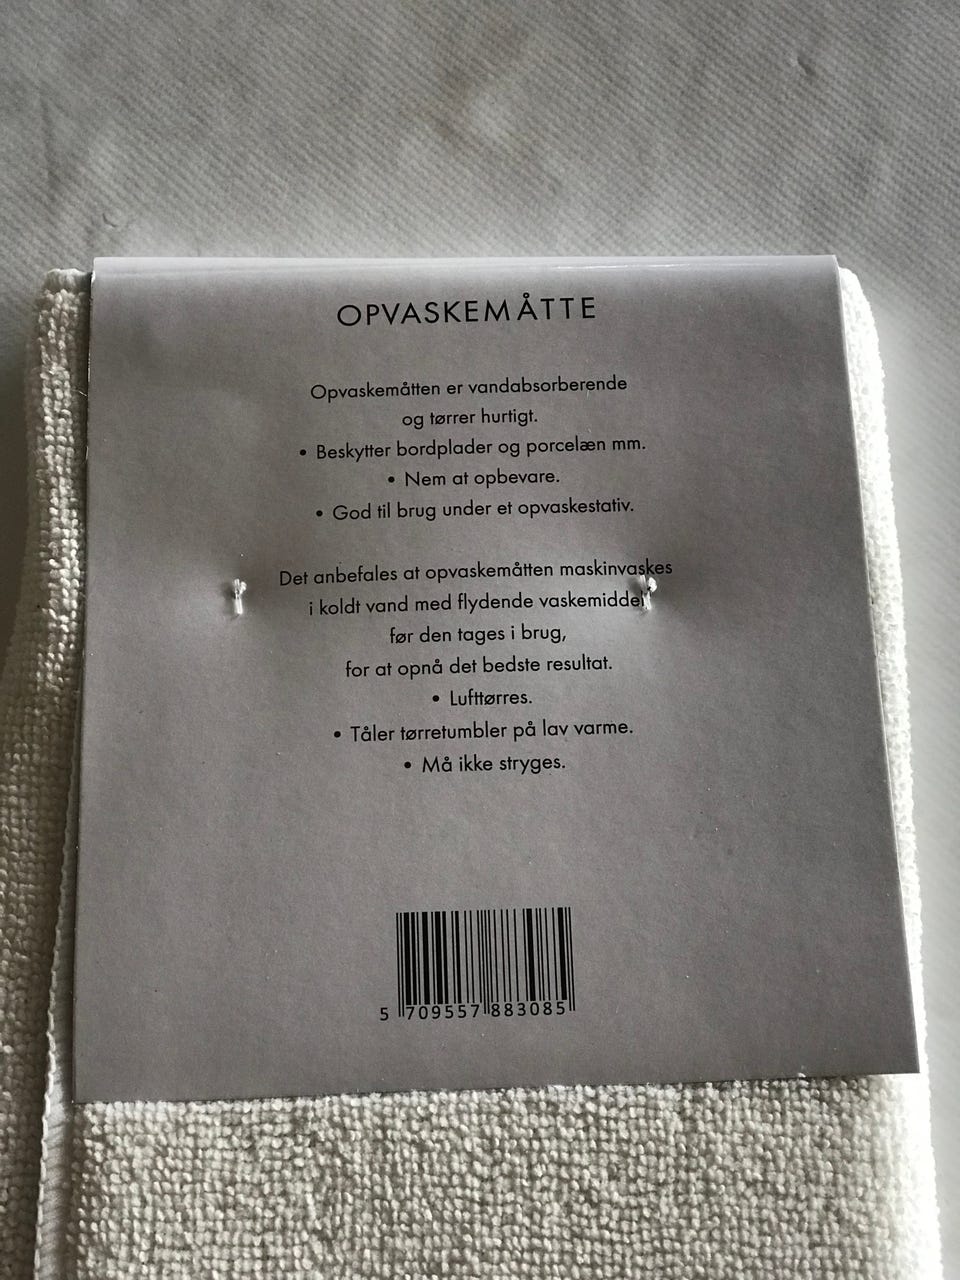 OPVASKEMÅTTE
Opvaskemåtten er vandabsorberende
og tørrer hurtigt.
• Beskytter bordplader og porcelæn mm.
• Nem at opbevare.
• God til brug under et opvaskestativ.
Det anbefales at opvaskemåtten maskinvaskes
i koldt vand med flydende vaskemiddel
før den tages i brug,
for at opnå det bedste resultat.
• Lufttørres.
• Tåler tørretumbler på lav varme.
• Må ikke stryges.
5 709557 883085